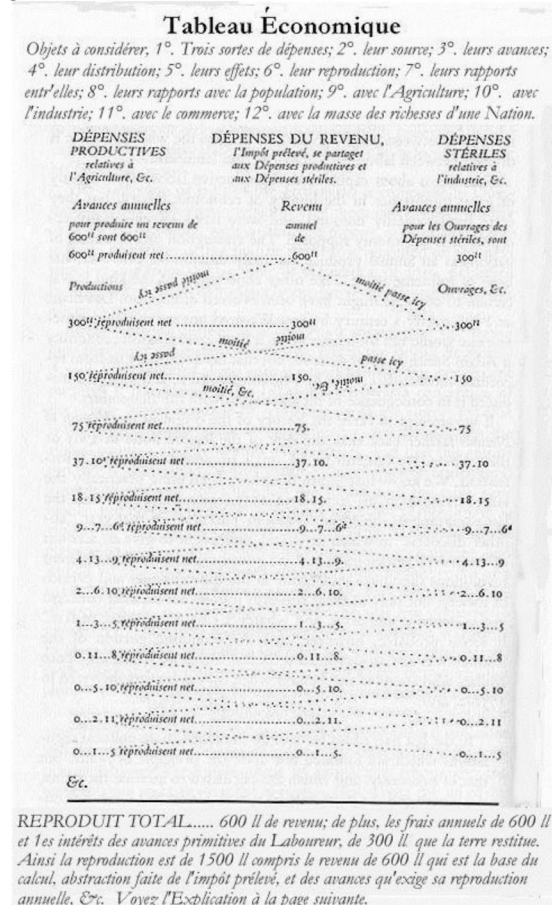 Tableau Économique
Objets à considérer, 1°. Trois sortes de dépenses; 2°. leur source; 3°. leurs avances;
4°. leur distribution; 5°. leurs effets; 6°. leur reproduction; 7°. leurs rapports
entr'elles; 8°. leurs rapports avec la population; 9°. avec l'Agriculture; 10°. avec
l'industrie; 11°. avec le commerce; 12°. avec la masse des richesses d'une Nation.
DÉPENSES
PRODUCTIVES
relatives à
l'Agriculture, &c.
DÉPENSES DU REVENU,
l'Impôt prélevé, se partaget
aux Dépenses productives et
aux Dépenses stériles.
DÉPENSES
STÉRILES
relatives à
l'industrie, &c.
Avances annuelles
pour produire un revenu de
600ll sont 600ll
Revenu
annuel
de
Avances annuelles
pour les Ouvrages des
Dépenses stériles, sont
600ll produisent net..........600ll 300ll
Productions moitié passe icy moitié passe icy Ouvrages, &c.
300ll reproduisent net..........300ll 300ll
moitié passe icy moitié passe icy
150 reproduisent net..........150. 150
moitié, &c. moitié &c.
75 reproduisent net..........75. 75
37.10s reproduisent net..........37.10. 37.10
18.15 reproduisent net..........18.15. 18.15
9...7...6d reproduisent net..........9...7...6d 9...7...6d
4.13...9 reproduisent net..........4.13...9. 4.13...9
2...6.10 reproduisent net..........2...6.10. 2...6.10
1...3...5 reproduisent net..........1...3...5. 1...3...5
0.11...8 reproduisent net..........0.11...8. 0.11...8
0...5.10 reproduisent net..........0...5.10. 0...5.10
0...2.11 reproduisent net..........0...2.11. 0...2.11
0...1...5 reproduisent net..........0...1...5. 0...1...5
&c.
REPRODUIT TOTAL..... 600 ll de revenu; de plus, les frais annuels de 600 ll
et les intérêts des avances primitives du Laboureur, de 300 ll que la terre restitue.
Ainsi la reproduction est de 1500 ll compris le revenu de 600 ll qui est la base du
calcul, abstraction faite de l'impôt prélevé, et des avances qu'exige sa reproduction
annuelle, &c. Voyez l'Explication à la page suivante.